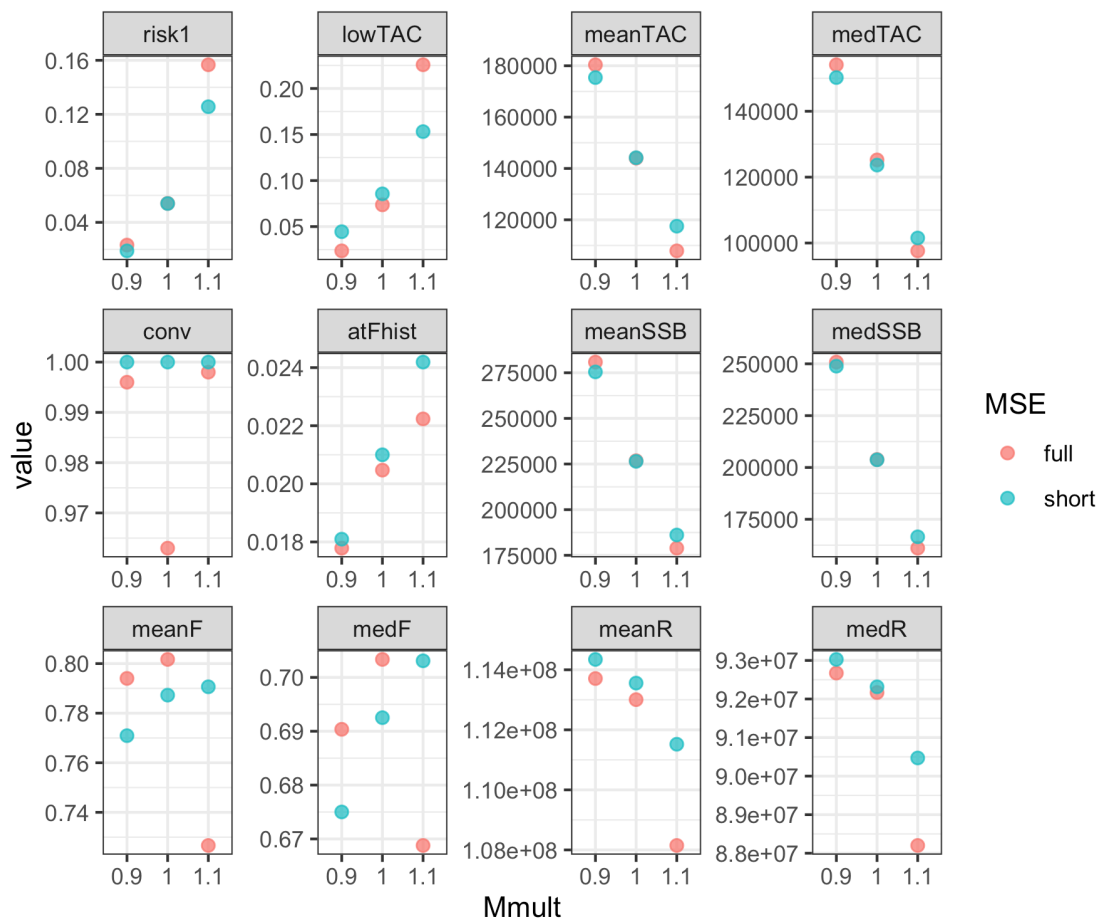 risk1 lowTAC meanTAC medTAC
0.16 0.12 0.08 0.04
0.20 0.15 0.10 0.05
180000 160000 140000 120000
140000 120000 100000
0.9 1 1.1 0.9 1 1.1 0.9 1 1.1 0.9 1 1.1
conv atFhist meanSSB medSSB
1.00 0.99 0.98 0.97
0.024 0.022 0.020 0.018
275000 250000 225000 200000 175000
250000 225000 200000 175000
0.9 1 1.1 0.9 1 1.1 0.9 1 1.1 0.9 1 1.1
meanF medF meanR medR
0.80 0.78 0.76 0.74
0.70 0.69 0.68 0.67
1.14e+08 1.12e+08 1.10e+08 1.08e+08
9.3e+07 9.2e+07 9.1e+07 9.0e+07 8.9e+07 8.8e+07
0.9 1 1.1 0.9 1 1.1 0.9 1 1.1 0.9 1 1.1
value
Mmult
MSE
full
short